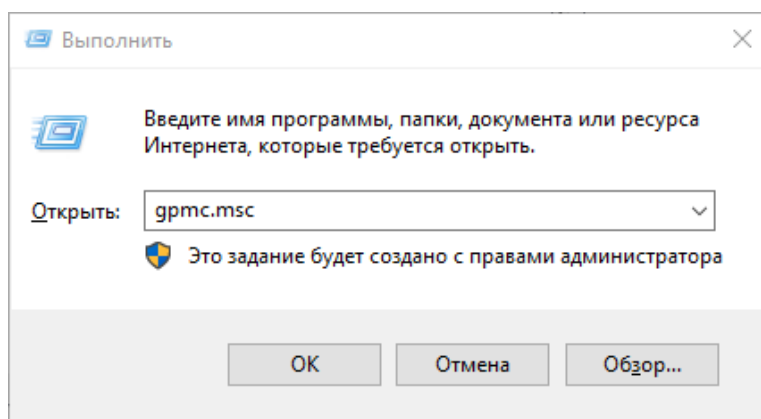 Выполнить
Введите имя программы, папки, документа или ресурса
Интернета, которые требуется открыть.
Открыть: gpmc.msc
Это задание будет создано с правами администратора
ОК Отмена Обзор...